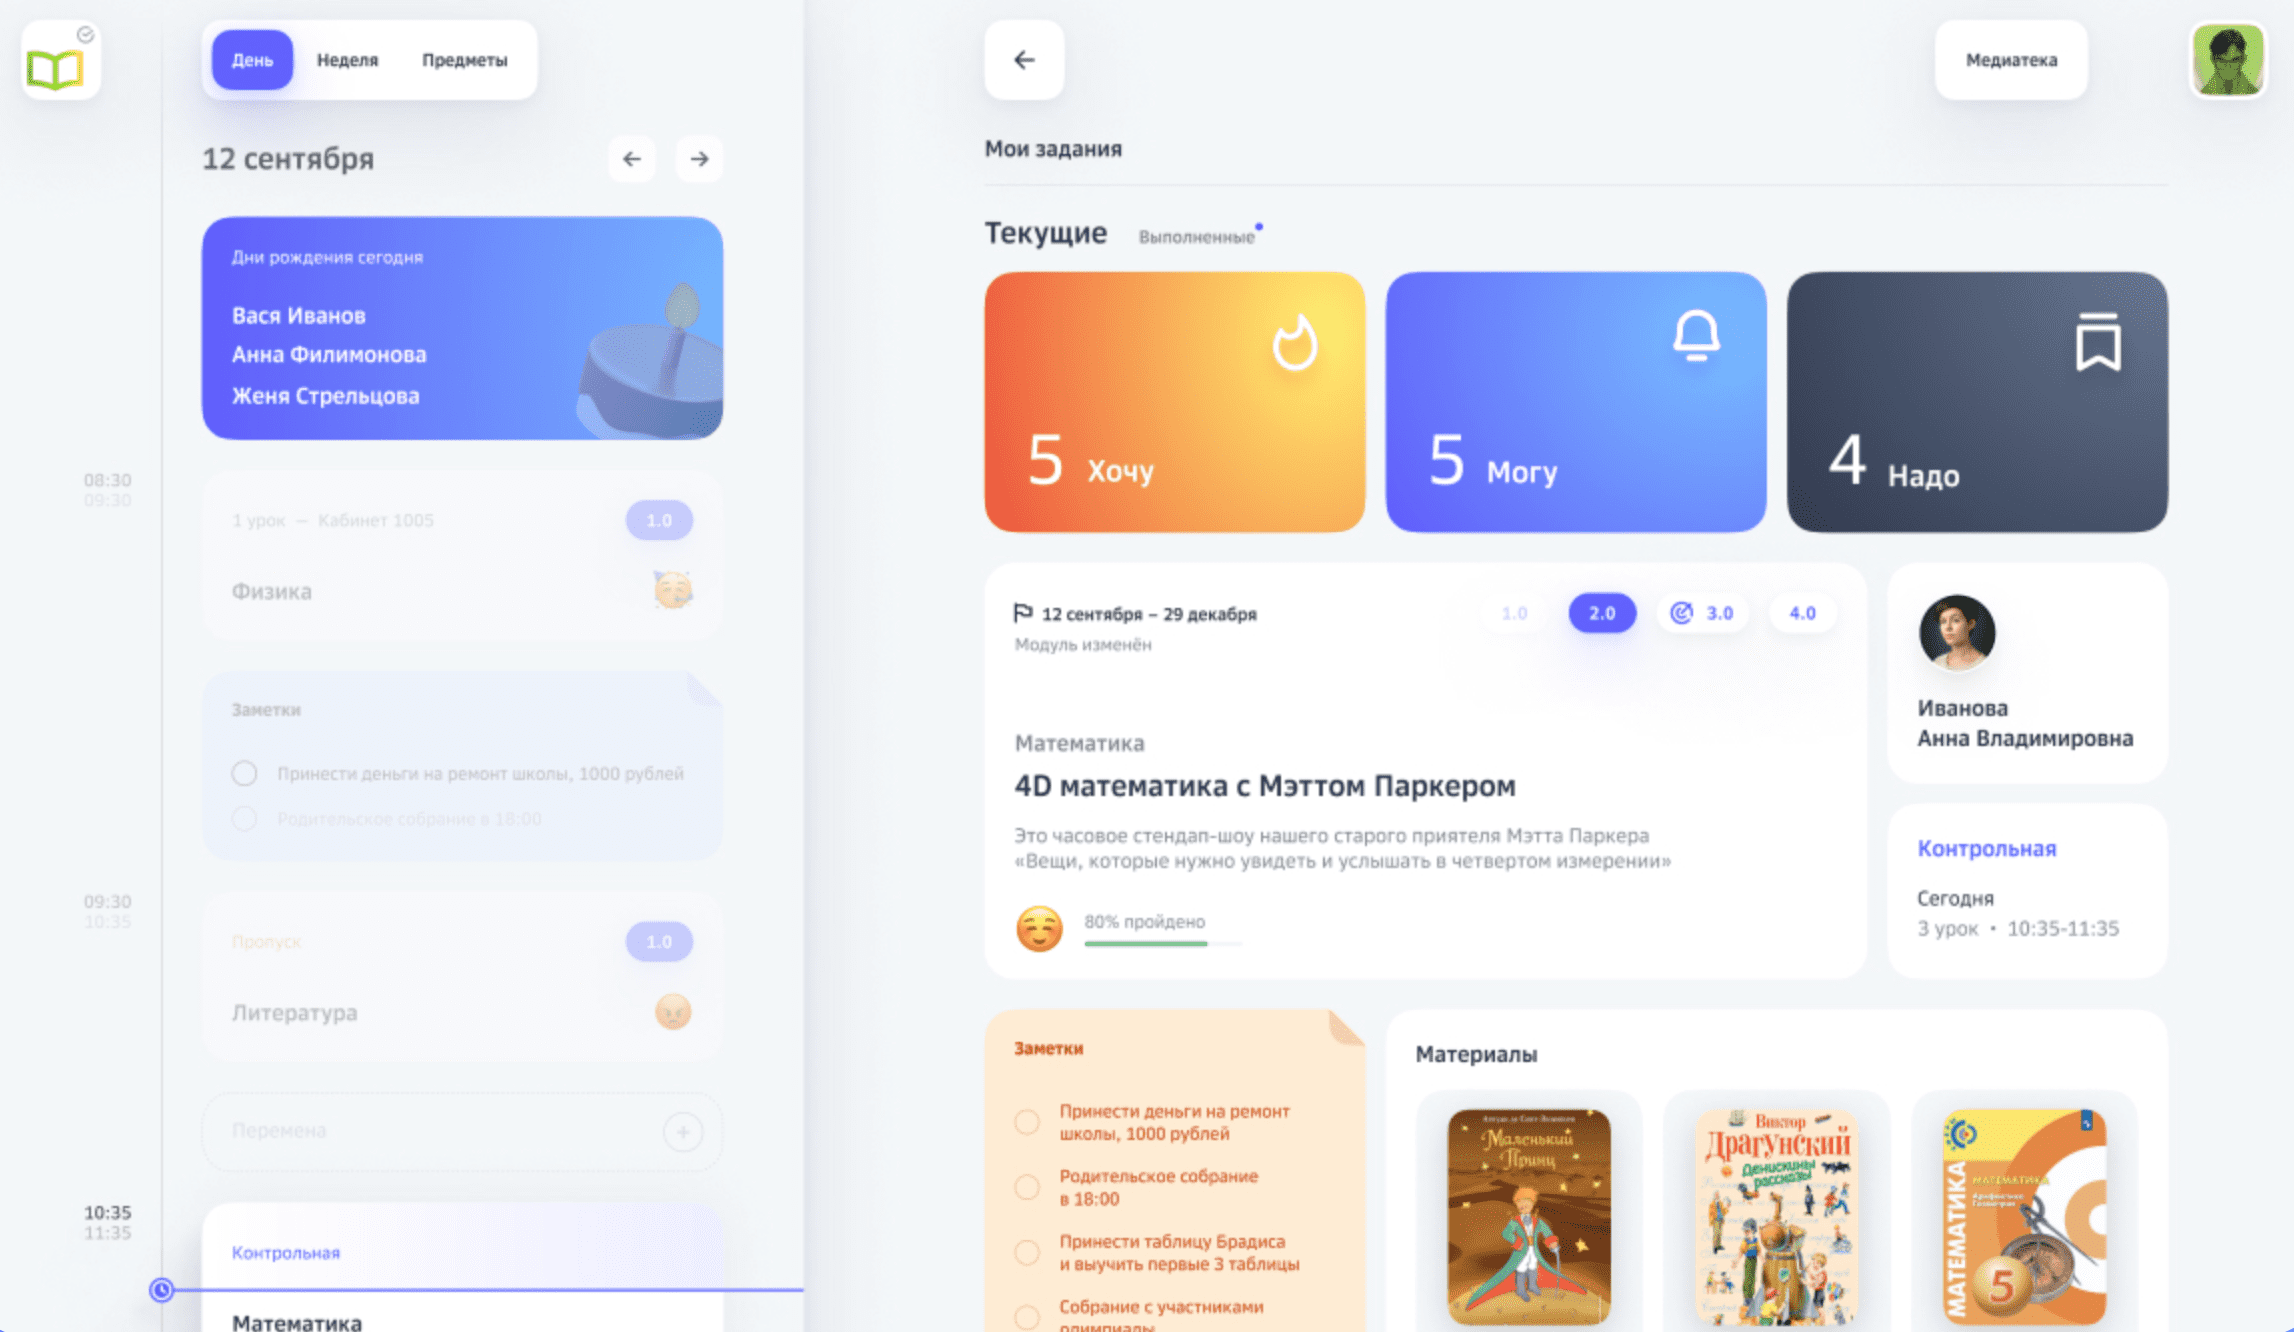 День
Неделя
Предметы
12 сентября
Дни рождения сегодня
Вася Иванов
Анна Филимонова
Женя Стрельцова
08:30
09:30
1 урок — Кабинет 1005
1.0
Физика
Заметки
Принести деньги на ремонт школы, 1000 рублей
Родительское собрание в 18:00
09:30
10:35
Пропуск
1.0
Литература
Перемена
10:35
11:35
Контрольная
Математика
Медиатека
Мои задания
Текущие
Выполненные
5 Хочу
5 Могу
4 Надо
12 сентября – 29 декабря
Модуль изменён
1.0
2.0
3.0
4.0
Математика
4D математика с Мэттом Паркером
Это часовое стендап-шоу нашего старого приятеля Мэтта Паркера
«Вещи, которые нужно увидеть и услышать в четвертом измерении»
80% пройдено
Иванова
Анна Владимировна
Контрольная
Сегодня
3 урок • 10:35-11:35
Заметки
Принести деньги на ремонт
школы, 1000 рублей
Родительское собрание
в 18:00
Принести таблицу Брадиса
и выучить первые 3 таблицы
Собрание с участниками
олимпиады
Материалы
Маленький
Принц
Виктор
Драгунский
Денискины
рассказы
МАТЕМАТИКА
МАТЕМАТИКА
Арифметика
Геометрия
5